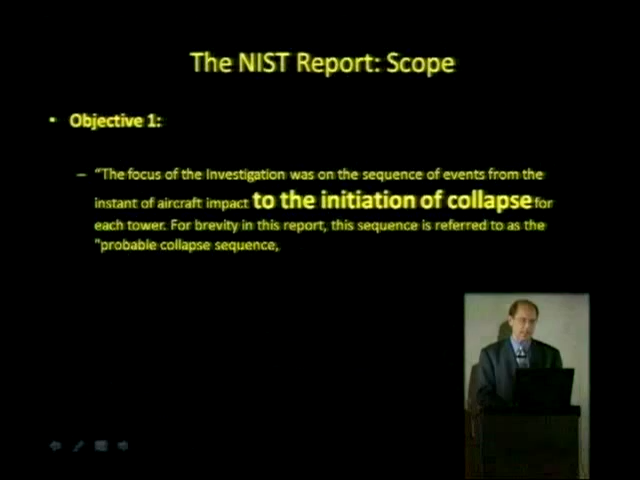 The NIST Report: Scope
• Objective 1:
– “The focus of the Investigation was on the sequence of events from the
instant of aircraft impact to the initiation of collapse for
each tower. For brevity in this report, this sequence is referred to as the
"probable collapse sequence,